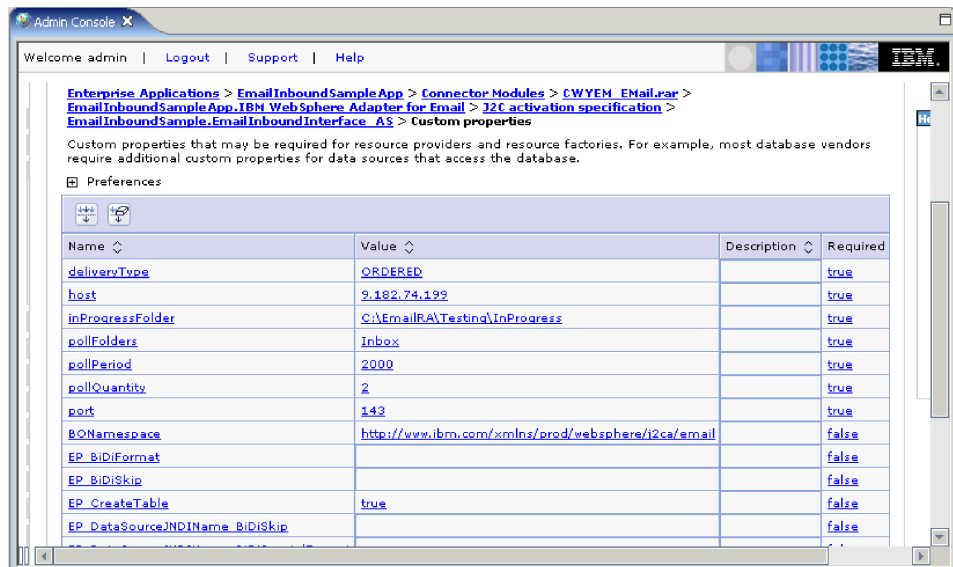 Admin Console
Welcome admin | Logout | Support | Help
IBM.
Enterprise Applications > EmailInboundSampleApp > Connector Modules > CWYEM_EMail.rar >
EmailInboundSampleApp.IBM WebSphere Adapter for Email > J2C activation specification >
EmailInboundSample.EmailInboundInterface_AS > Custom properties
He
Custom properties that may be required for resource providers and resource factories. For example, most database vendors
require additional custom properties for data sources that access the database.
Preferences
Name Value Description Required
deliveryType ORDERED true
host 9.182.74.199 true
inProgressFolder C:\EmailRA\Testing\InProgress true
pollFolders Inbox true
pollPeriod 2000 true
pollQuantity 2 true
port 143 true
BONamespace http://www.ibm.com/xmlns/prod/websphere/j2ca/email false
EP_BiDiFormat false
EP_BiDiSkip false
EP_CreateTable true false
EP_DataSourceJNDIName_BiDiSkip false